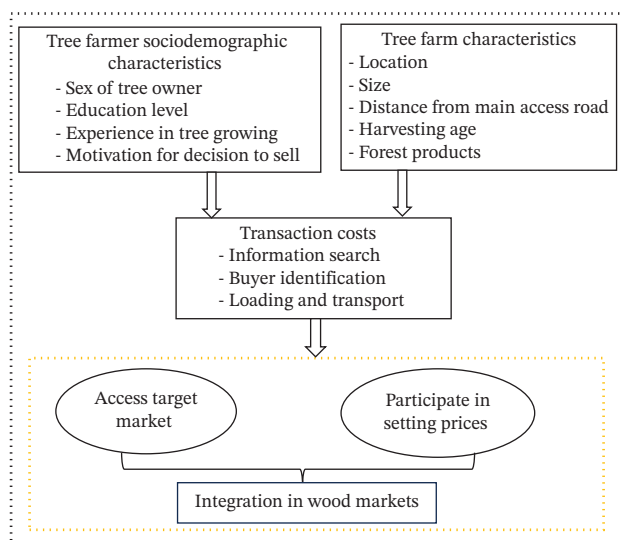 Tree farmer sociodemographic
characteristics
- Sex of tree owner
- Education level
- Experience in tree growing
- Motivation for decision to sell
Tree farm characteristics
- Location
- Size
- Distance from main access road
- Harvesting age
- Forest products
Transaction costs
- Information search
- Buyer identification
- Loading and transport
Access target
market
Participate in
setting prices
Integration in wood markets